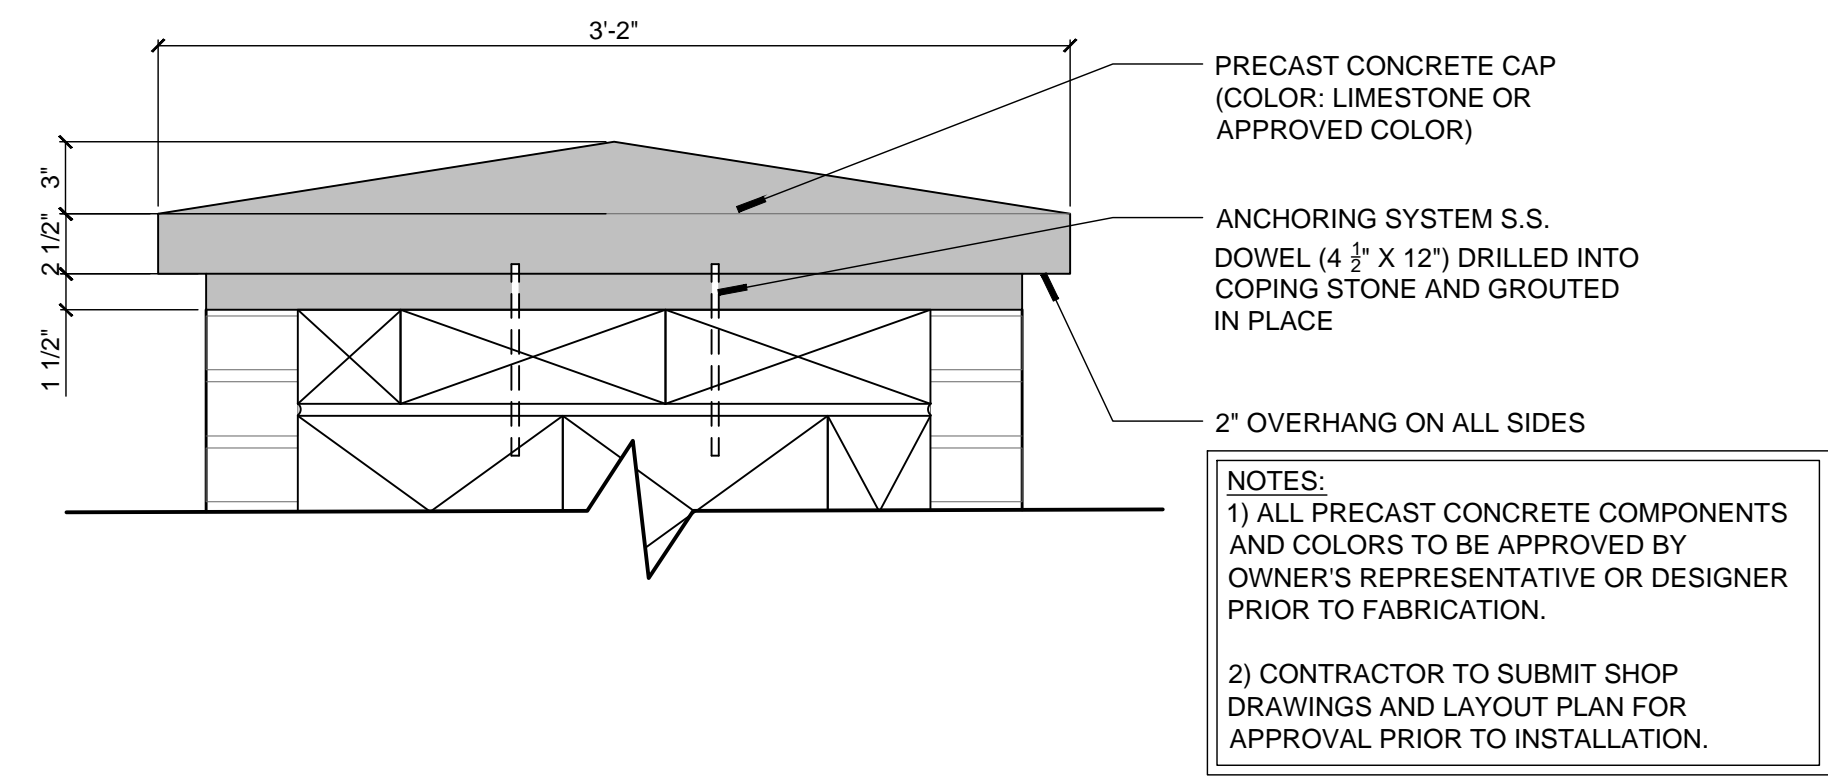 3'-2"
3"
2 1/2"
1 1/2"
PRECAST CONCRETE CAP
(COLOR: LIMESTONE OR
APPROVED COLOR)
ANCHORING SYSTEM S.S.
DOWEL (4 1/2" X 12") DRILLED INTO
COPING STONE AND GROUTED
IN PLACE
2" OVERHANG ON ALL SIDES
NOTES:
1) ALL PRECAST CONCRETE COMPONENTS
AND COLORS TO BE APPROVED BY
OWNER'S REPRESENTATIVE OR DESIGNER
PRIOR TO FABRICATION.
2) CONTRACTOR TO SUBMIT SHOP
DRAWINGS AND LAYOUT PLAN FOR
APPROVAL PRIOR TO INSTALLATION.